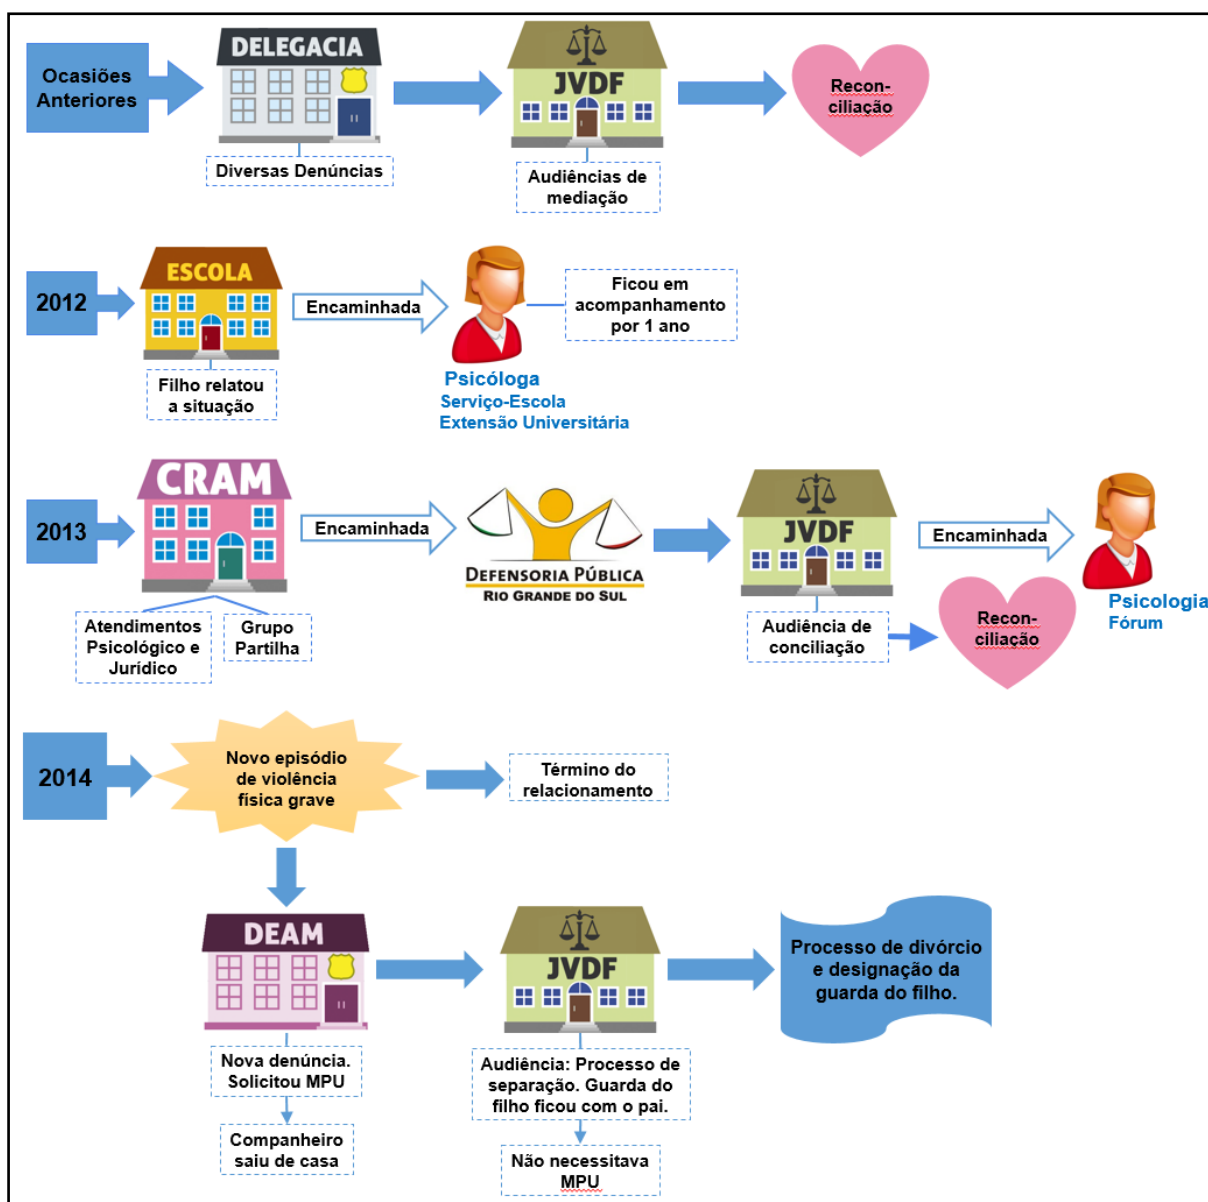 Ocasiões
Anteriores
DELEGACIA
Diversas Denúncias
JVDF
Audiências de
mediação
Recon-
ciliação
2012
ESCOLA
Filho relatou
a situação
Encaminhada
Psicóloga
Serviço-Escola
Extensão Universitária
Ficou em
acompanhamento
por 1 ano
2013
CRAM
Atendimentos
Psicológico e
Jurídico
Grupo
Partilha
Encaminhada
DEFENSORIA PÚBLICA
RIO GRANDE DO SUL
JVDF
Audiência de
conciliação
Recon-
ciliação
Encaminhada
Psicologia
Fórum
2014
Novo episódio
de violência
física grave
Término do
relacionamento
DEAM
Nova denúncia.
Solicitou MPU
Companheiro
saiu de casa
JVDF
Audiência: Processo de
separação. Guarda do
filho ficou com o pai.
Não necessitava
MPU
Processo de divórcio
e designação da
guarda do filho.